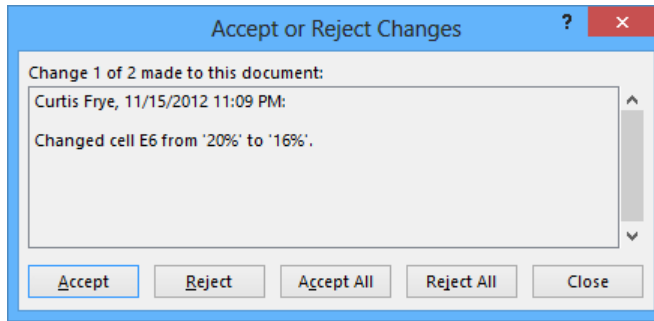 Accept or Reject Changes ? ×
Change 1 of 2 made to this document:
Curtis Frye, 11/15/2012 11:09 PM:
Changed cell E6 from '20%' to '16%'.
Accept Reject Accept All Reject All Close